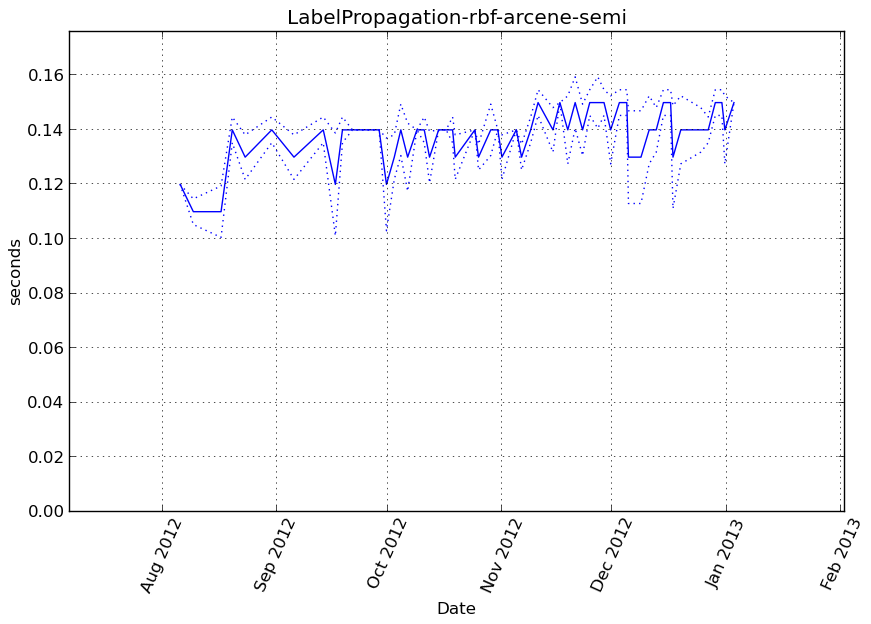 LabelPropagation-rbf-arcene-semi
0.16
0.14
0.12
0.10
0.08
0.06
0.04
0.02
0.00
seconds
Aug 2012
Sep 2012
Oct 2012
Nov 2012
Dec 2012
Jan 2013
Feb 2013
Date